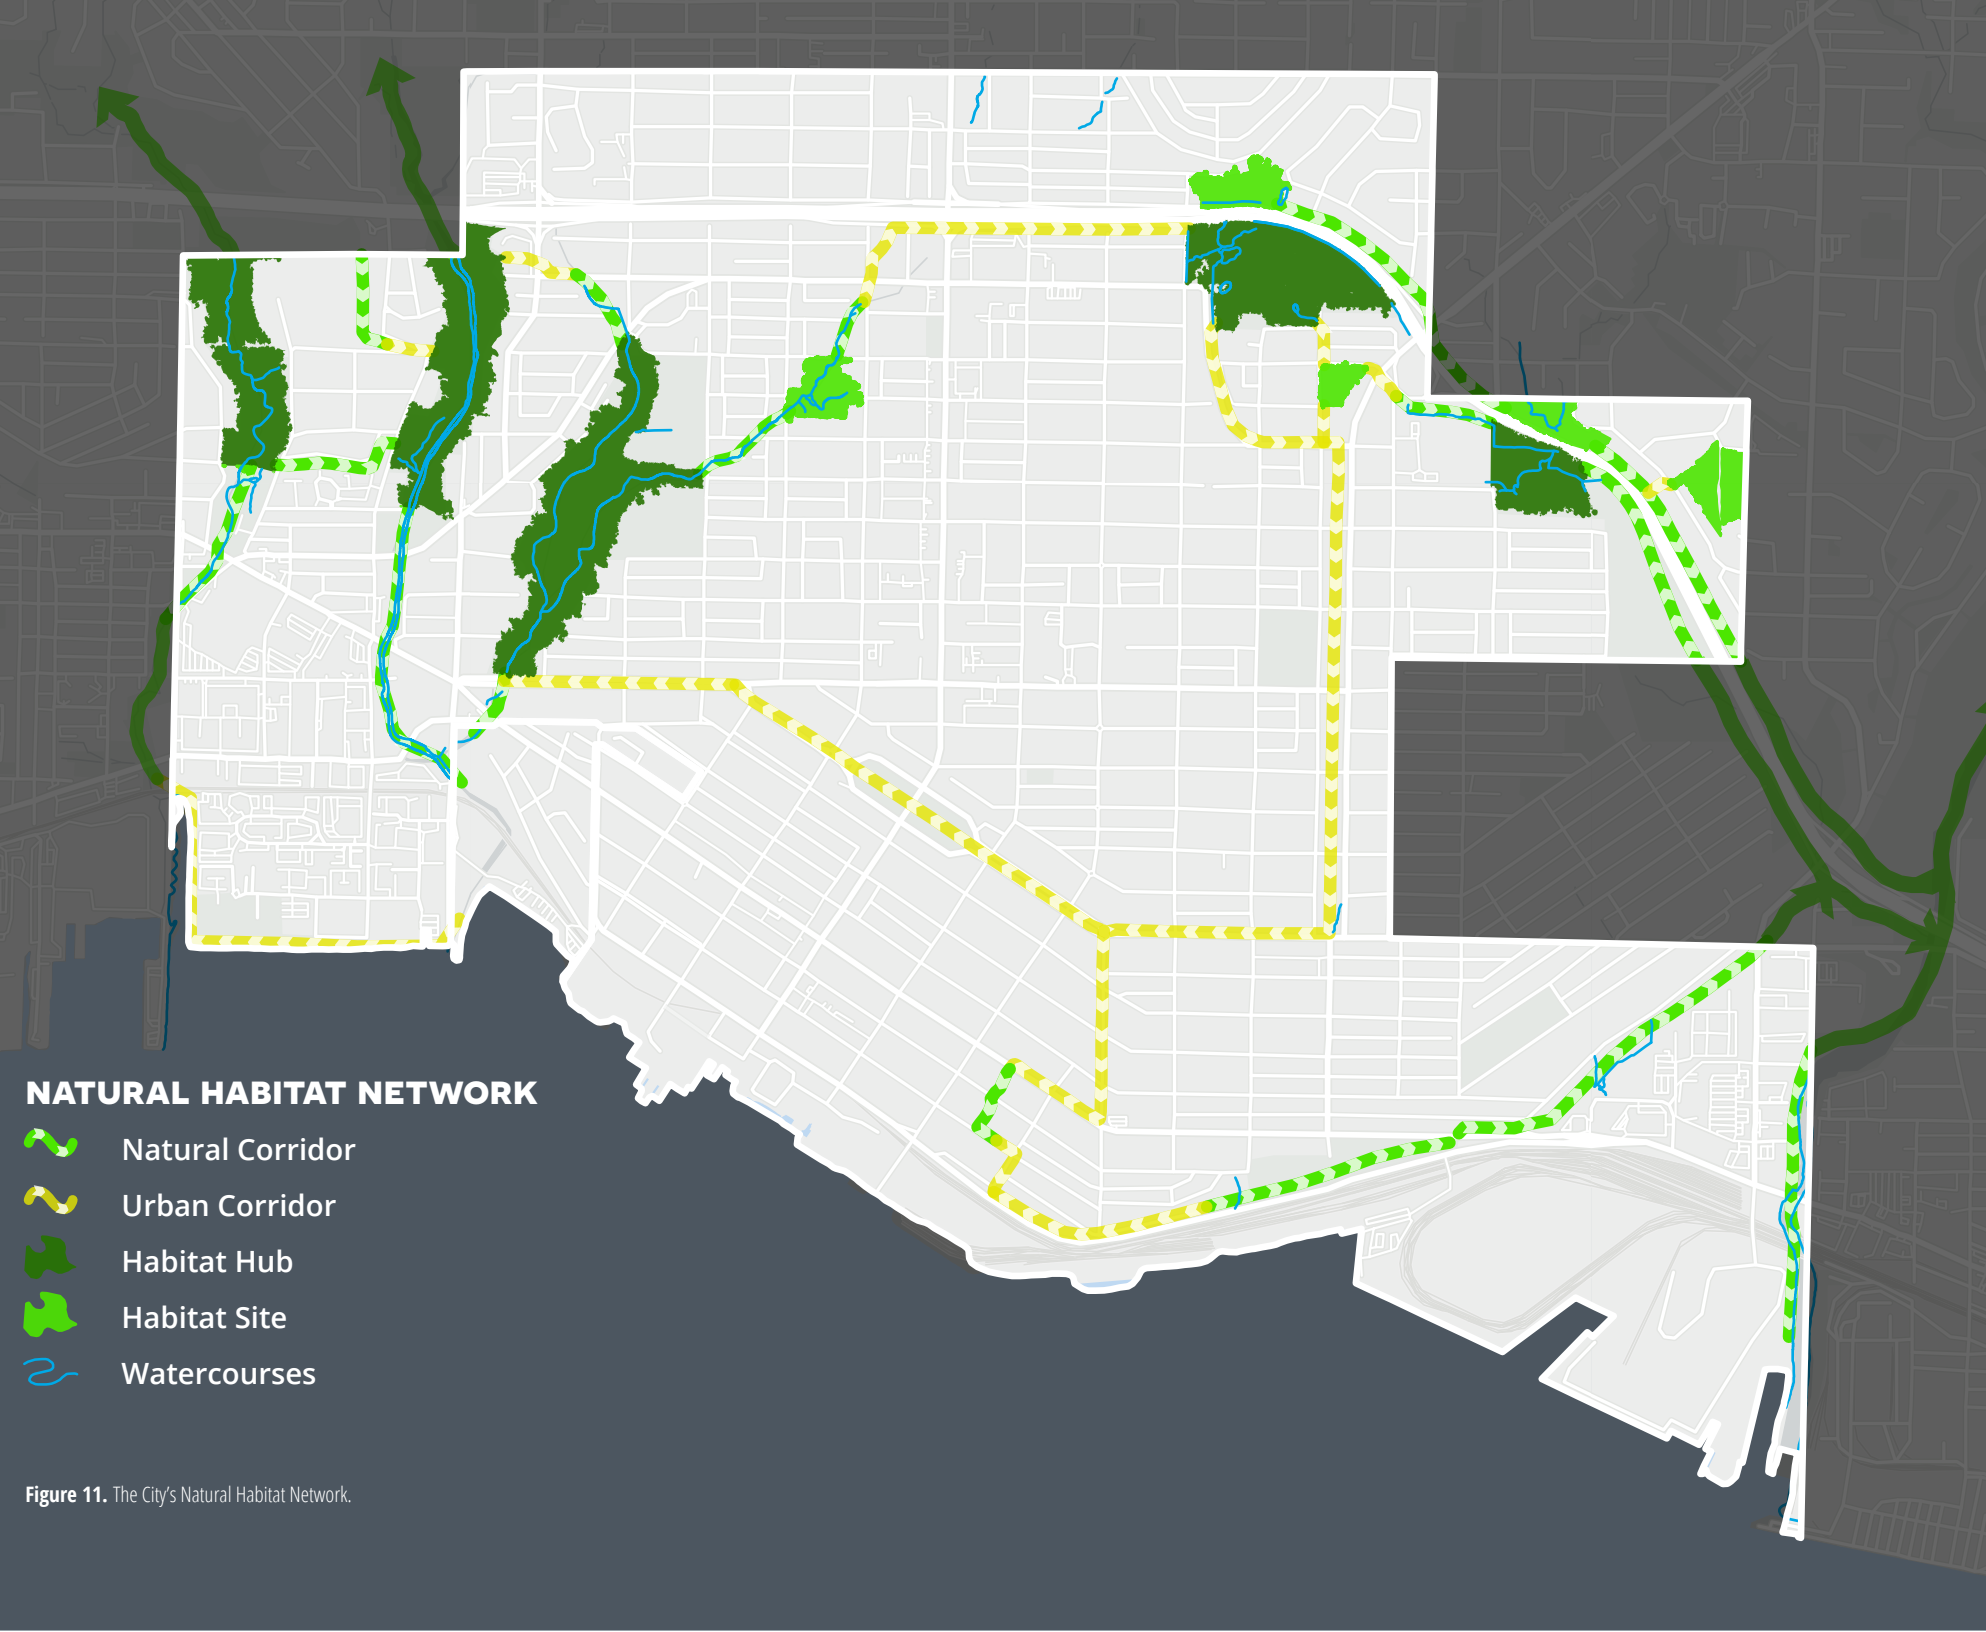 NATURAL HABITAT NETWORK
Natural Corridor
Urban Corridor
Habitat Hub
Habitat Site
Watercourses
Figure 11. The City’s Natural Habitat Network.